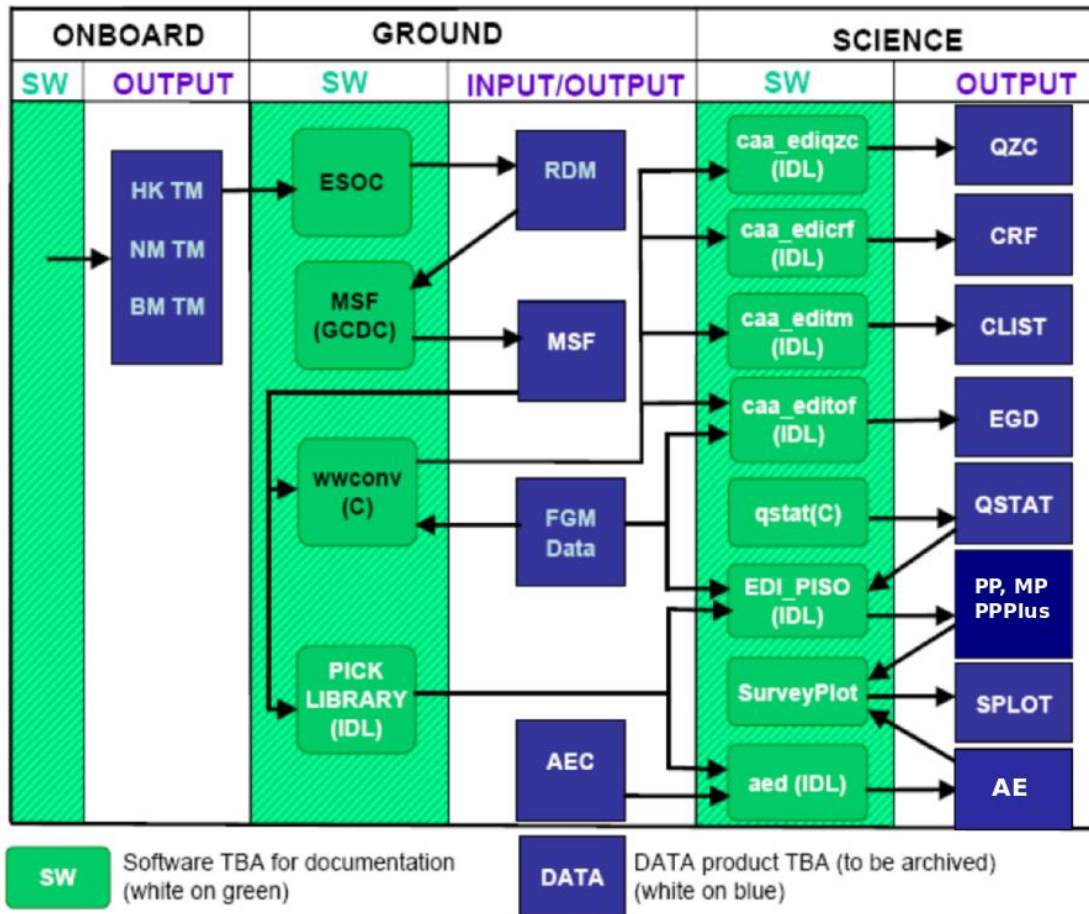 ONBOARD
GROUND
SCIENCE
SW
OUTPUT
SW
INPUT/OUTPUT
SW
OUTPUT
HK TM
NM TM
BM TM
ESOC
MSF
(GCDC)
wwconv
(C)
PICK
LIBRARY
(IDL)
RDM
MSF
FGM
Data
AEC
caa_ediqzc
(IDL)
caa_edicrf
(IDL)
caa_editm
(IDL)
caa_editof
(IDL)
qstat(C)
EDI_PISO
(IDL)
SurveyPlot
aed (IDL)
QZC
CRF
CLIST
EGD
QSTAT
PP, MP
PPPlus
SPLOT
AE
SW
Software TBA for documentation
(white on green)
DATA
DATA product TBA (to be archived)
(white on blue)